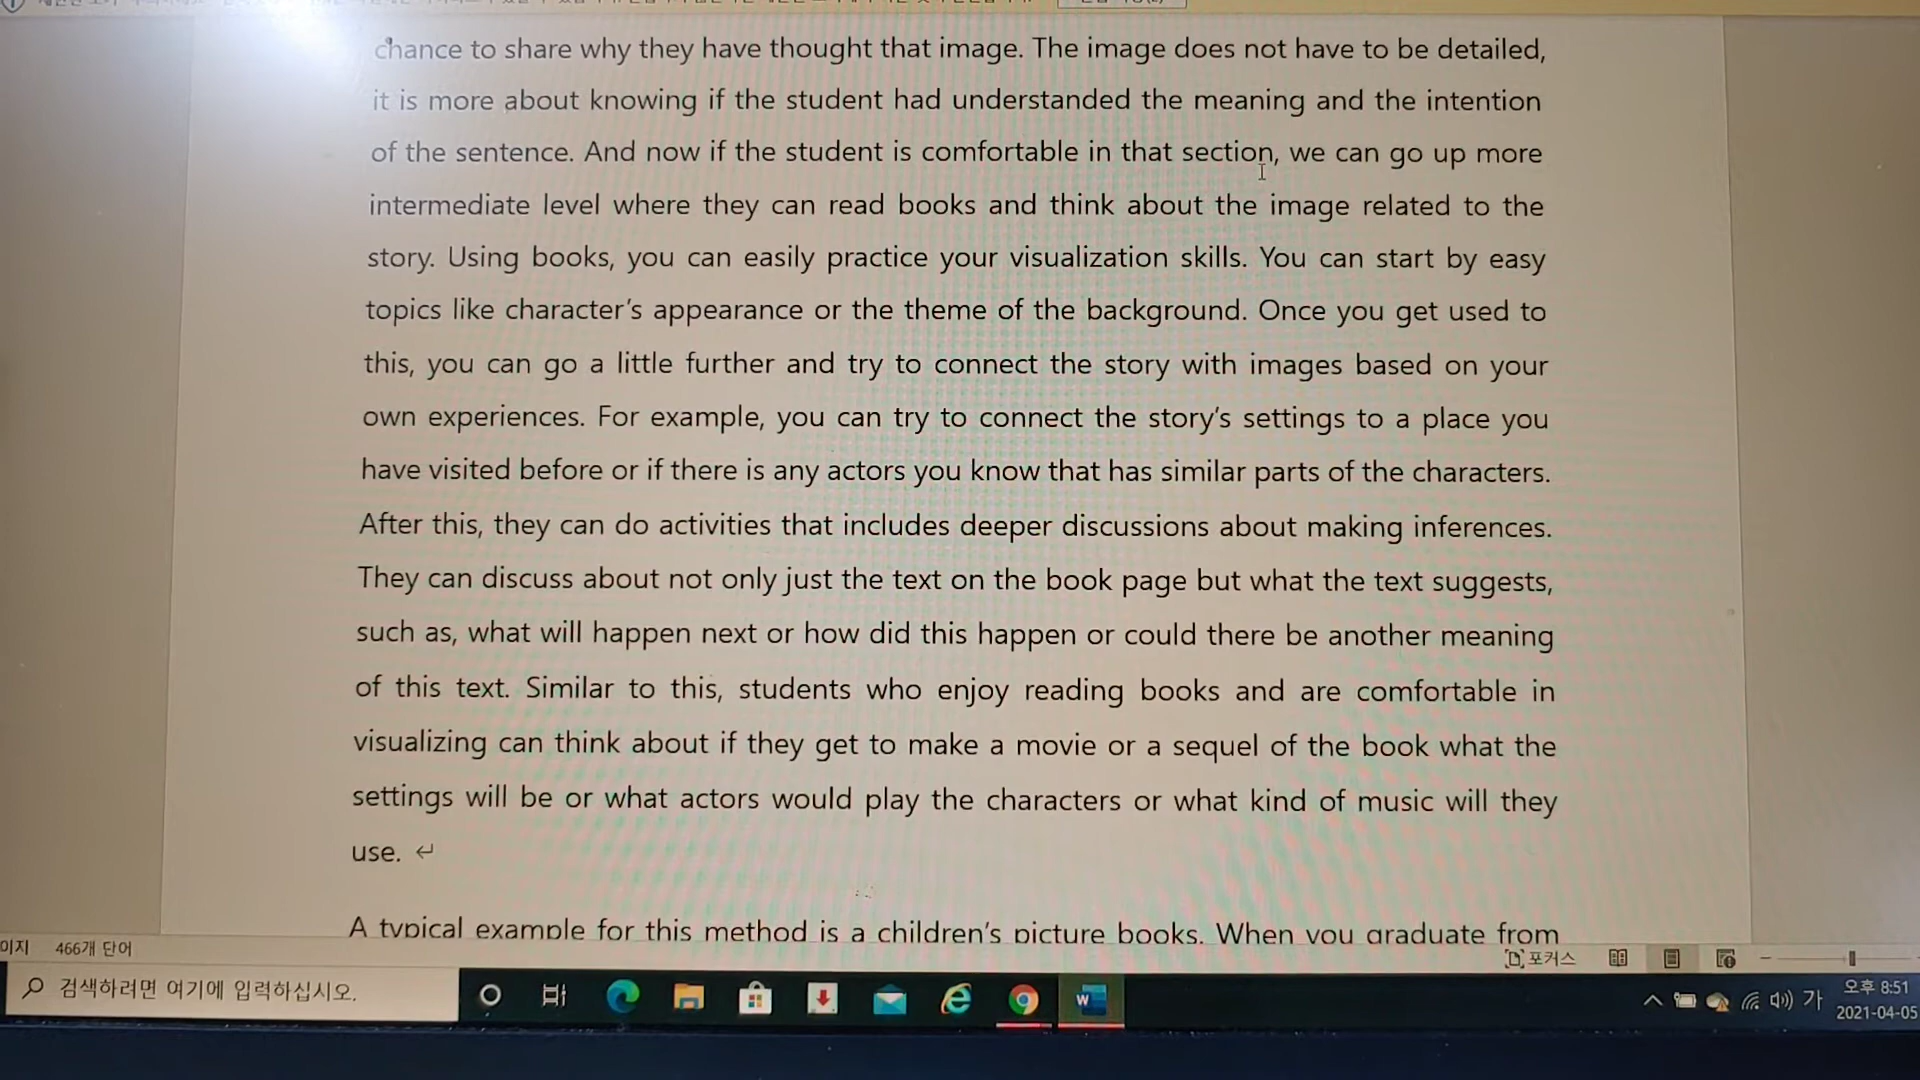 chance to share why they have thought that image. The image does not have to be detailed,
it is more about knowing if the student had understanded the meaning and the intention
of the sentence. And now if the student is comfortable in that section, we can go up more
intermediate level where they can read books and think about the image related to the
story. Using books, you can easily practice your visualization skills. You can start by easy
topics like character's appearance or the theme of the background. Once you get used to
this, you can go a little further and try to connect the story with images based on your
own experiences. For example, you can try to connect the story's settings to a place you
have visited before or if there is any actors you know that has similar parts of the characters.
After this, they can do activities that includes deeper discussions about making inferences.
They can discuss about not only just the text on the book page but what the text suggests,
such as, what will happen next or how did this happen or could there be another meaning
of this text. Similar to this, students who enjoy reading books and are comfortable in
visualizing can think about if they get to make a movie or a sequel of the book what the
settings will be or what actors would play the characters or what kind of music will they
use. ↵
A typical example for this method is a children's picture books. When you graduate from
이지 466개 단어
포커스
검색하려면 여기에 입력하십시오.
W
가
오후 8:51
2021-04-05